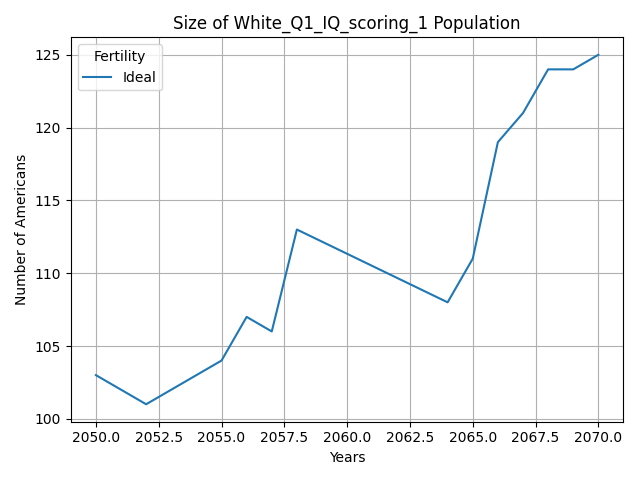 Size of White_Q1_IQ_scoring_1 Population
Fertility
Ideal
125
120
115
110
105
100
Number of Americans
2050.0 2052.5 2055.0 2057.5 2060.0 2062.5 2065.0 2067.5 2070.0
Years